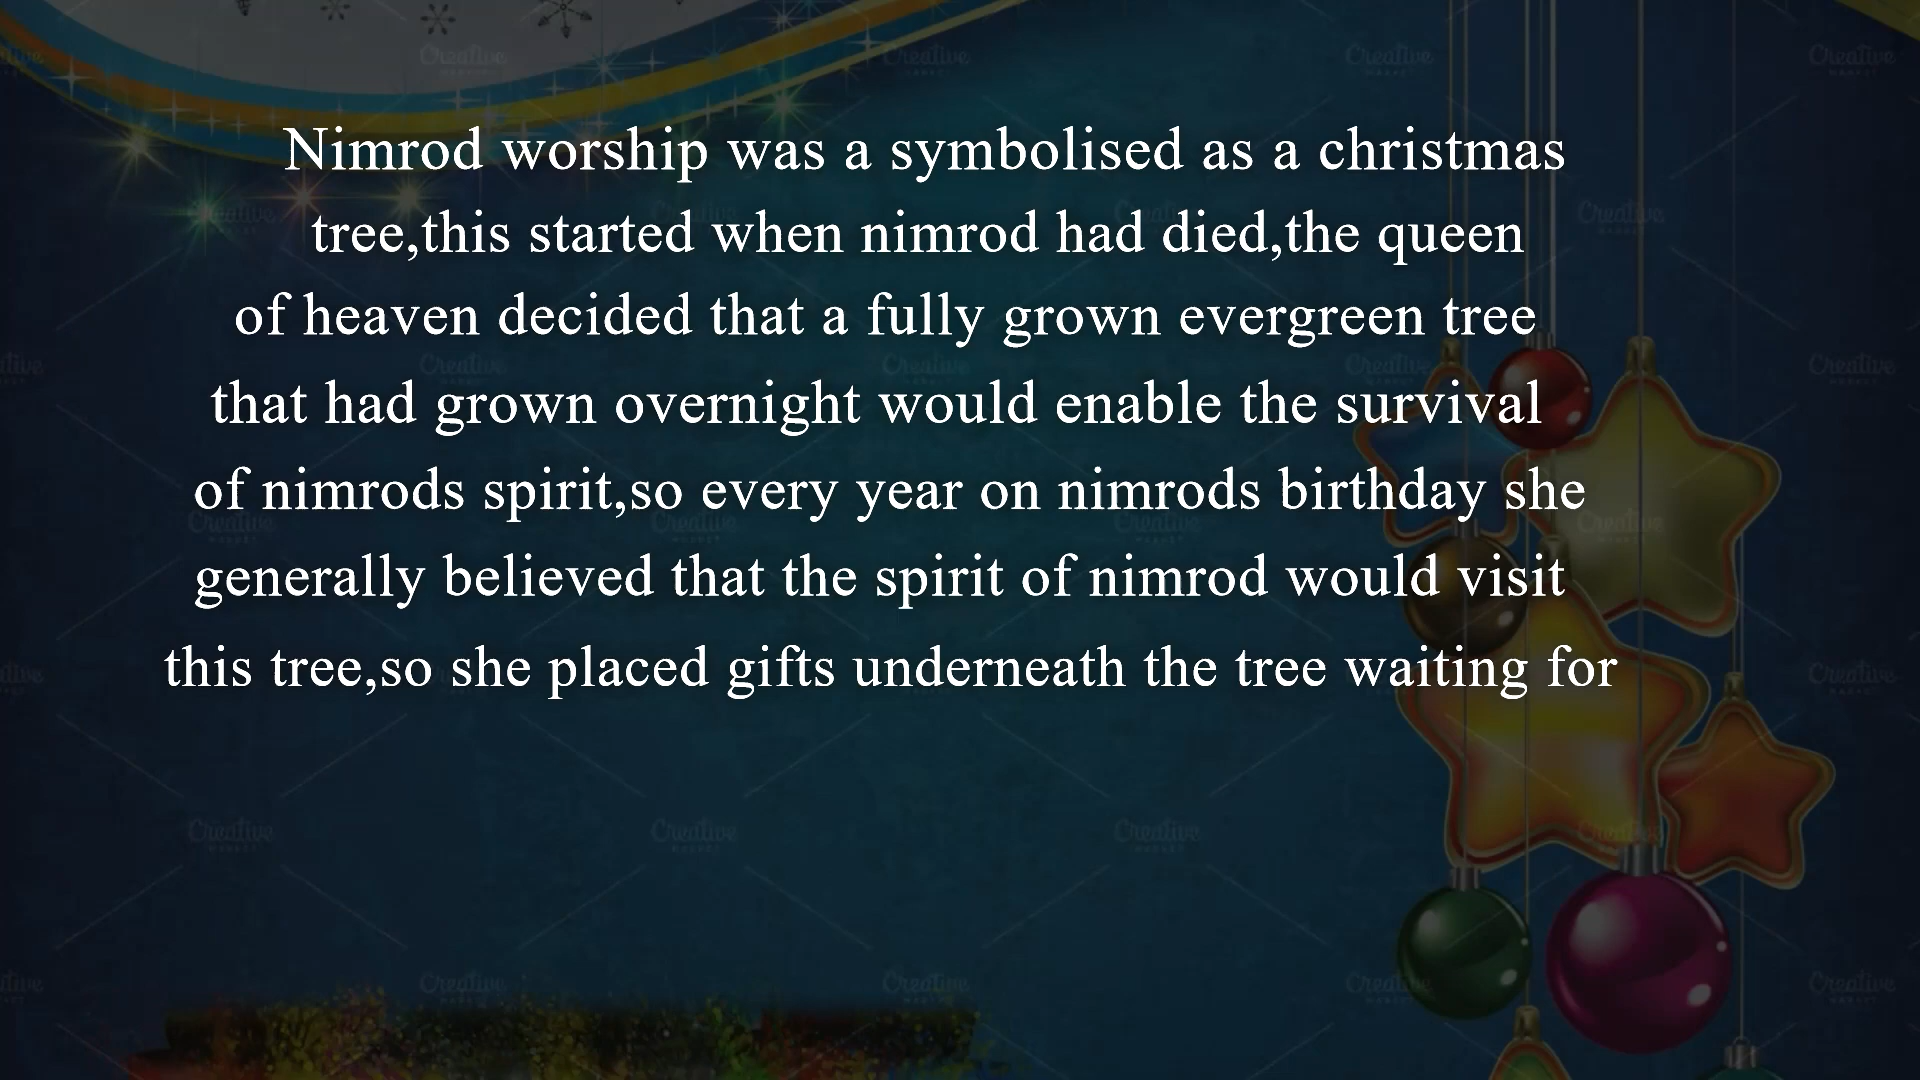 Nimrod worship was a symbolised as a christmas
tree,this started when nimrod had died,the queen
of heaven decided that a fully grown evergreen tree
that had grown overnight would enable the survival
of nimrods spirit,so every year on nimrods birthday she
generally believed that the spirit of nimrod would visit
this tree,so she placed gifts underneath the tree waiting for
Creative
MARKET